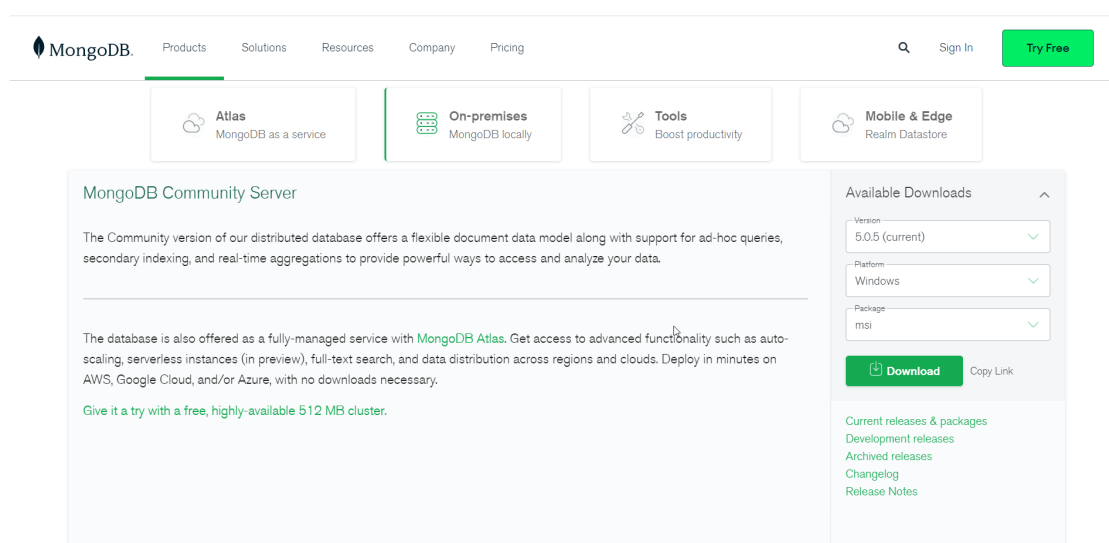 MongoDB.
Products
Solutions
Resources
Company
Pricing
Sign In
Try Free
Atlas
MongoDB as a service
On-premises
MongoDB locally
Tools
Boost productivity
Mobile & Edge
Realm Datastore
MongoDB Community Server
The Community version of our distributed database offers a flexible document data model along with support for ad-hoc queries,
secondary indexing, and real-time aggregations to provide powerful ways to access and analyze your data.
The database is also offered as a fully-managed service with MongoDB Atlas. Get access to advanced functionality such as auto-
scaling, serverless instances (in preview), full-text search, and data distribution across regions and clouds. Deploy in minutes on
AWS, Google Cloud, and/or Azure, with no downloads necessary.
Give it a try with a free, highly-available 512 MB cluster.
Available Downloads
Version
5.0.5 (current)
Platform
Windows
Package
msi
Download
Copy Link
Current releases & packages
Development releases
Archived releases
Changelog
Release Notes